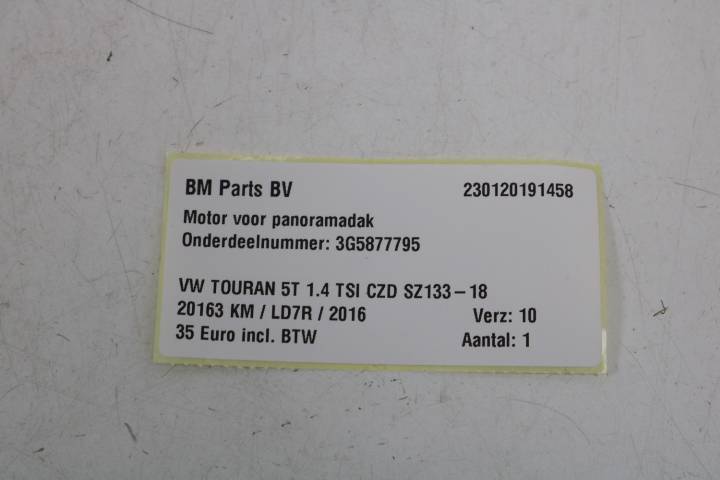 BM Parts BV 230120191458
Motor voor panoramadak
Onderdeelnummer: 3G5877795
VW TOURAN 5T 1.4 TSI CZD SZ133-18
20163 KM / LD7R / 2016 Verz: 10
35 Euro incl. BTW Aantal: 1